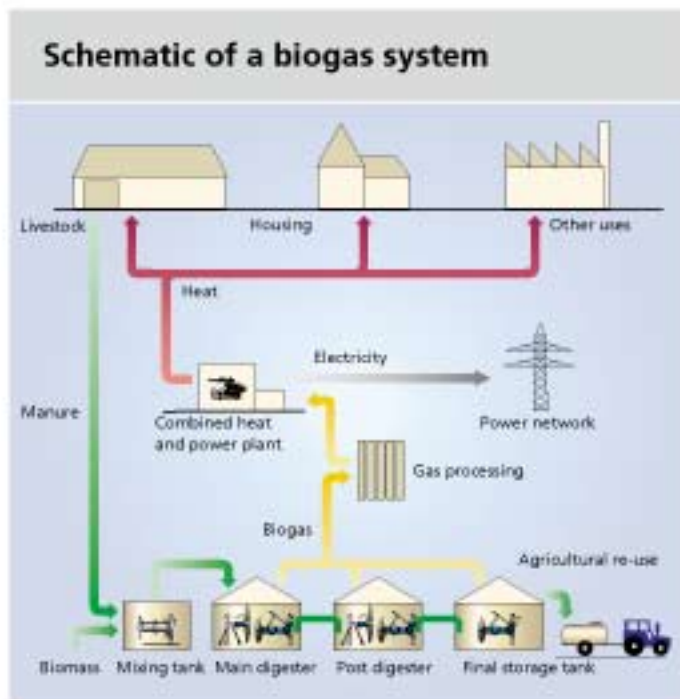 Schematic of a biogas system
Livestock
Housing
Other uses
Heat
Electricity
Manure
Combined heat
and power plant
Power network
Gas processing
Biogas
Agricultural re-use
Biomass
Mixing tank
Main digester
Post digester
Final storage tank